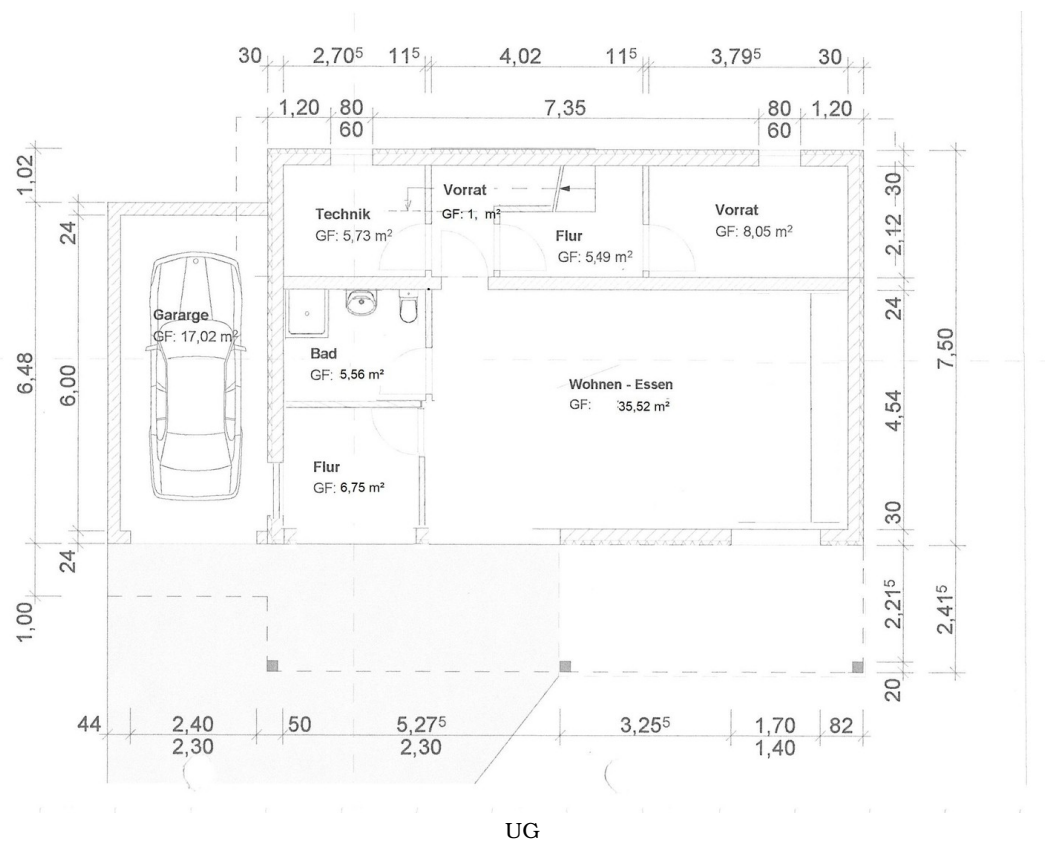 30 2,70⁵ 11⁵ 4,02 11⁵ 3,79⁵ 30
1,20 80 7,35 80 1,20
60 60
1,02
30
Vorrat
Technik
GF: 1, m²
Vorrat
GF: 5,73 m²
GF: 8,05 m²
2,12
24
Flur
GF: 5,49 m²
24
Gararge
GF: 17,02 m²
7,50
Bad
GF: 5,56 m²
6,48
6,00
Wohnen - Essen
GF: 35,52 m²
4,54
Flur
GF: 6,75 m²
30
24
1,00
2,21⁵
2,41⁵
20
44 2,40 50 5,27⁵ 3,25⁵ 1,70 82
2,30 2,30 1,40
UG